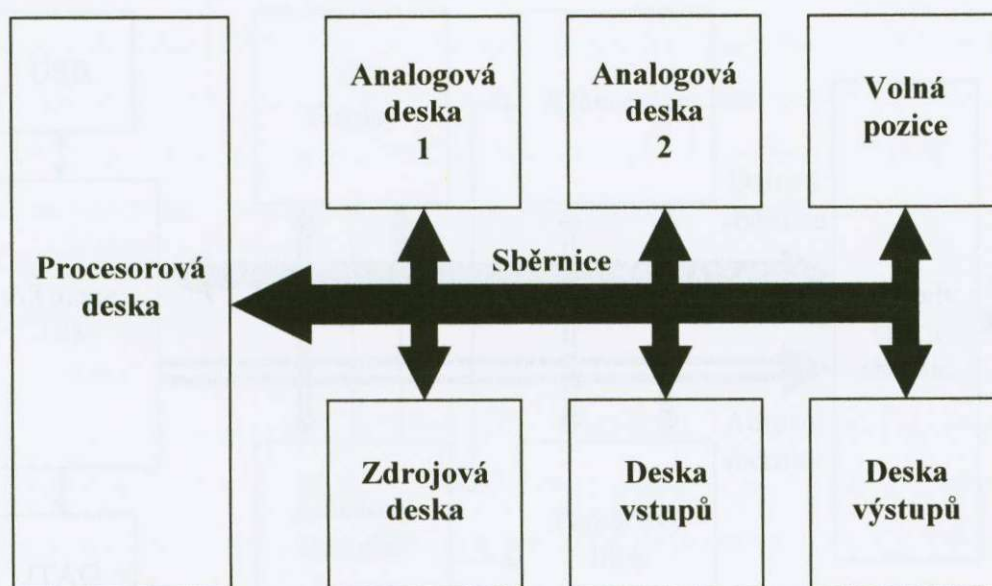 Analogová
deska
1
Analogová
deska
2
Volná
pozice
Procesorová
deska
Sběrnice
Zdrojová
deska
Deska
vstupů
Deska
výstupů